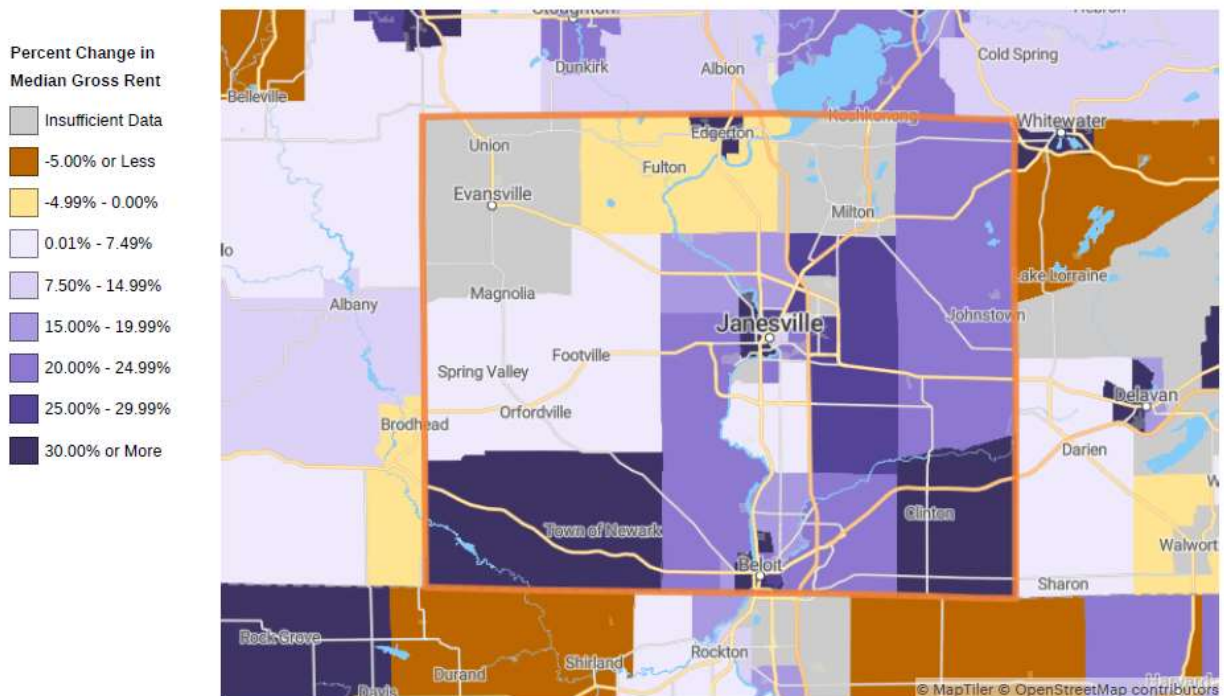 Percent Change in
Median Gross Rent
Insufficient Data
-5.00% or Less
-4.99% - 0.00%
0.01% - 7.49%
7.50% - 14.99%
15.00% - 19.99%
20.00% - 24.99%
25.00% - 29.99%
30.00% or More
Stoughton
Cold Spring
Dunkirk
Albion
Belleville
Koshkonong
Whitewater
Edgerton
Union
Fulton
Evansville
Milton
lo
Lake Lorraine
Albany
Magnolia
Johnstown
Janesville
Footville
Spring Valley
Delavan
Orfordville
Brodhead
Darien
W
Clinton
Town of Newark
Walwort
Beloit
Sharon
Rock Grove
Rockton
Shirland
Durand
Davis
© MapTiler © OpenStreetMap contributors